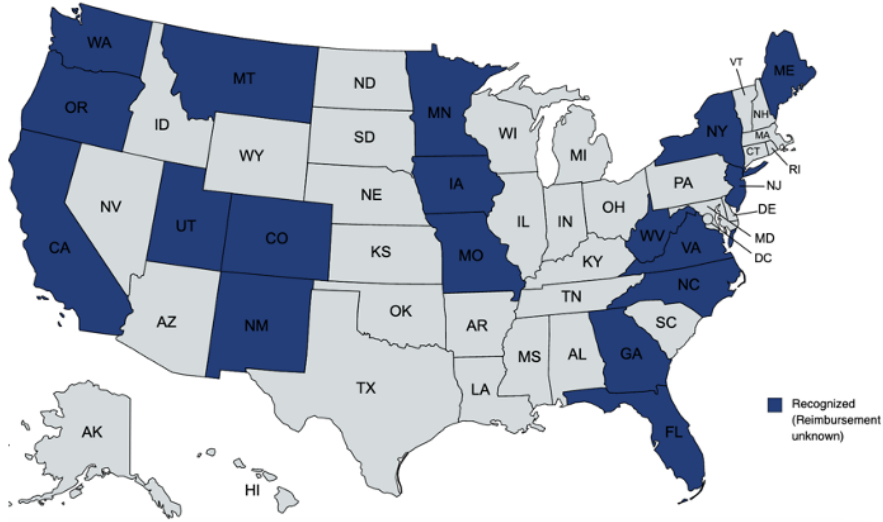 WA
MT
ND
MN
ME
VT
OR
ID
SD
WI
MI
NY
NH
MA
CT
RI
WY
NE
IA
PA
NJ
NV
UT
CO
IL
IN
OH
DE
MD
DC
CA
KS
MO
WV
VA
KY
NC
AZ
NM
OK
AR
TN
SC
TX
LA
MS
AL
GA
FL
AK
HI
Recognized
(Reimbursement
unknown)